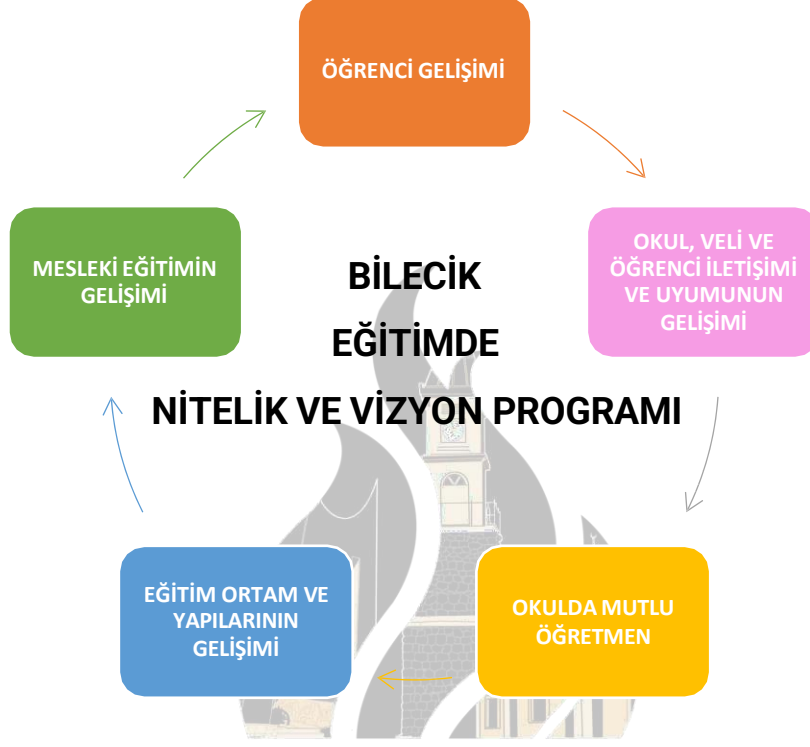 ÖĞRENCİ GELİŞİMİ
OKUL, VELİ VE
ÖĞRENCİ İLETİŞİMİ
VE UYUMUNUN
GELİŞİMİ
MESLEKİ EĞİTİMİN
GELİŞİMİ
BİLECİK
EĞİTİMDE
NİTELİK VE VİZYON PROGRAMI
EĞİTİM ORTAM VE
YAPILARININ
GELİŞİMİ
OKULDA MUTLU
ÖĞRETMEN